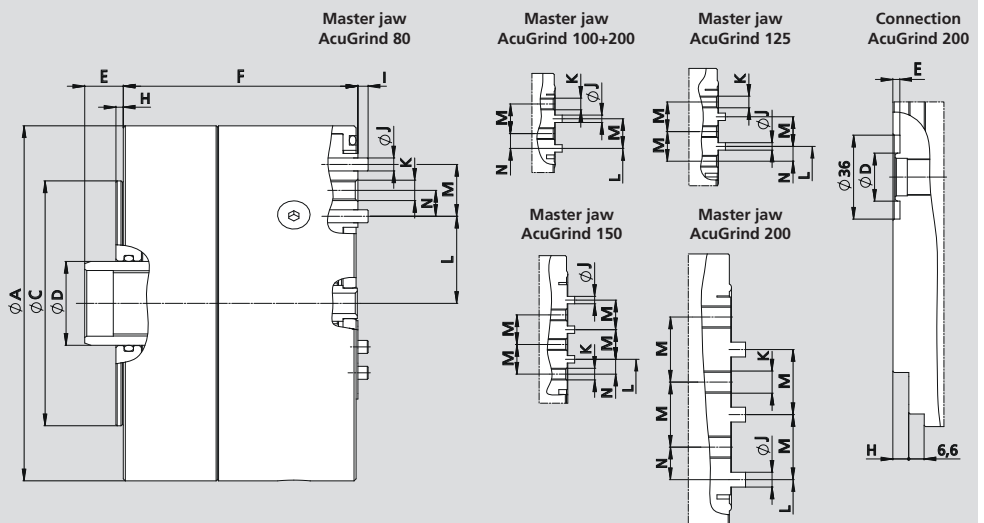 Master jaw
AcuGrind 80
Master jaw
AcuGrind 100+200
Master jaw
AcuGrind 125
Connection
AcuGrind 200
E
F
I
H
ØJ
K
M
N
L
ØA
ØC
ØD
K
ØJ
M
M
N
L
K
M
M
M
ØJ
N
L
E
Ø36
ØD
H
6,6
Master jaw
AcuGrind 150
ØJ
M
M
M
M
K
N
L
Master jaw
AcuGrind 200
M
M
N
K
M
M
ØJ
L